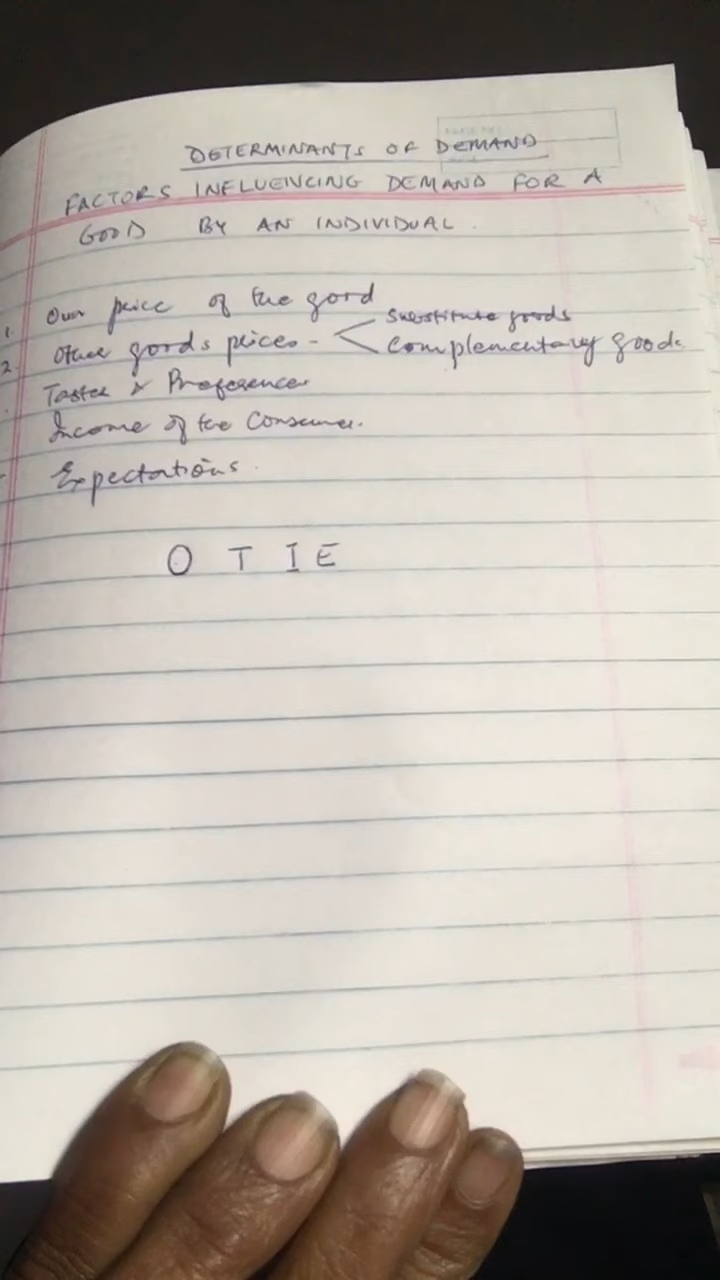 DETERMINANTS OF DEMAND
FACTORS INFLUENCING DEMAND FOR A
GOOD BY AN INDIVIDUAL.
1. Own price of the good
2. Other goods prices - < Substitute goods
Complementary goods
Tastes & Preferences
Income of the Consumer.
Expectations.
O T I E